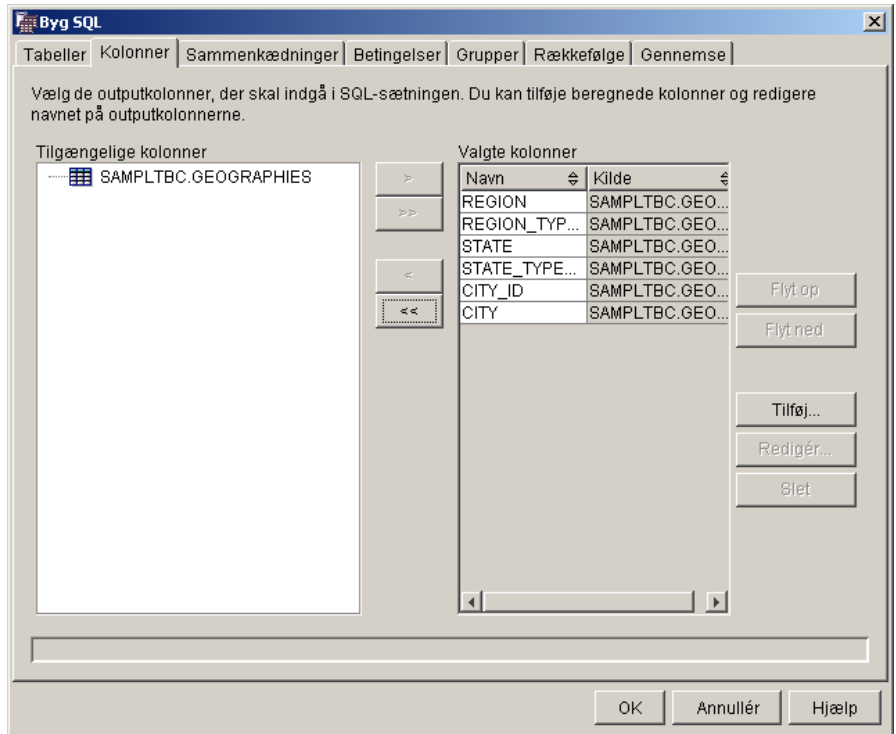 Byg SQL
Tabeller Kolonner Sammenkædninger Betingelser Grupper Rækkefølge Gennemse
Vælg de outputkolonner, der skal indgå i SQL-sætningen. Du kan tilføje beregnede kolonner og redigere
navnet på outputkolonnerne.
Tilgængelige kolonner
SAMPLTBC.GEOGRAPHIES
>
>>
<
<<
Valgte kolonner
Navn Kilde
REGION SAMPLTBC.GEO...
REGION_TYP... SAMPLTBC.GEO...
STATE SAMPLTBC.GEO...
STATE_TYPE... SAMPLTBC.GEO...
CITY_ID SAMPLTBC.GEO...
CITY SAMPLTBC.GEO...
Flyt op
Flyt ned
Tilføj...
Redigér...
Slet
OK Annullér Hjælp